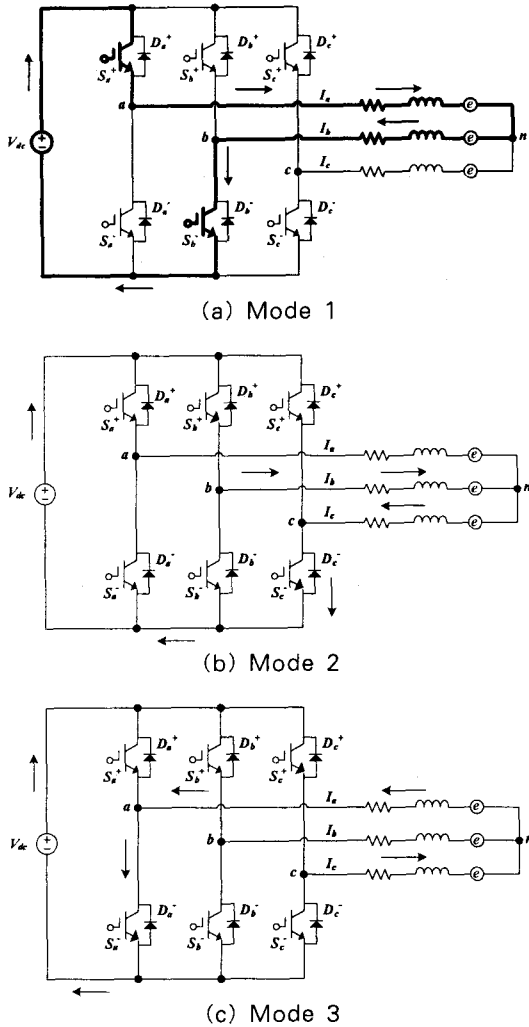 Da+ Db+ Dc+
Sa+ Sb+ Sc+
a Ia e
Vdc b Ib e n
c Ic e
Da- Db- Dc-
Sa- Sb- Sc-
(a) Mode 1
Da+ Db+ Dc+
Sa+ Sb+ Sc+
a Ia e
Vdc b Ib e n
c Ic e
Da- Db- Dc-
Sa- Sb- Sc-
(b) Mode 2
Da+ Db+ Dc+
Sa+ Sb+ Sc+
a Ia e
Vdc b Ib e n
c Ic e
Da- Db- Dc-
Sa- Sb- Sc-
(c) Mode 3